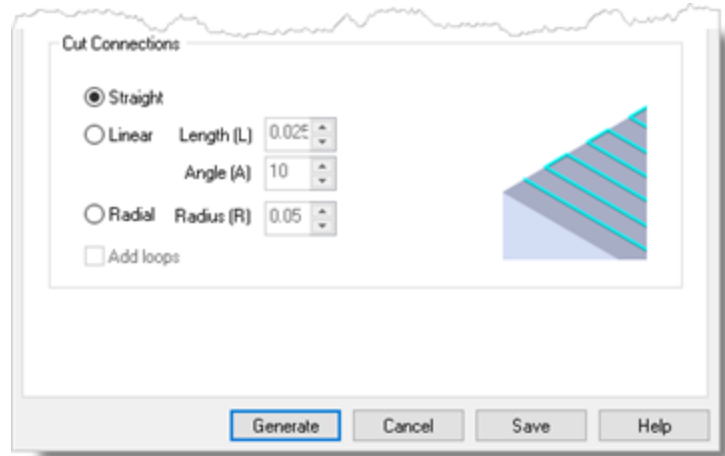 Cut Connections
Straight
Linear Length (L) 0.025
Angle (A) 10
Radial Radius (R) 0.05
Add loops
Generate Cancel Save Help